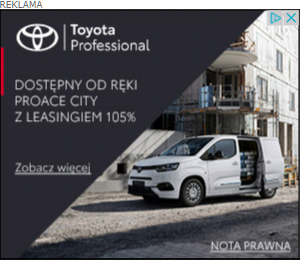 REKLAMA
Toyota
Professional
DOSTĘPNY OD RĘKI
PROACE CITY
Z LEASINGIEM 105%
Zobacz więcej
NOTA PRAWNA